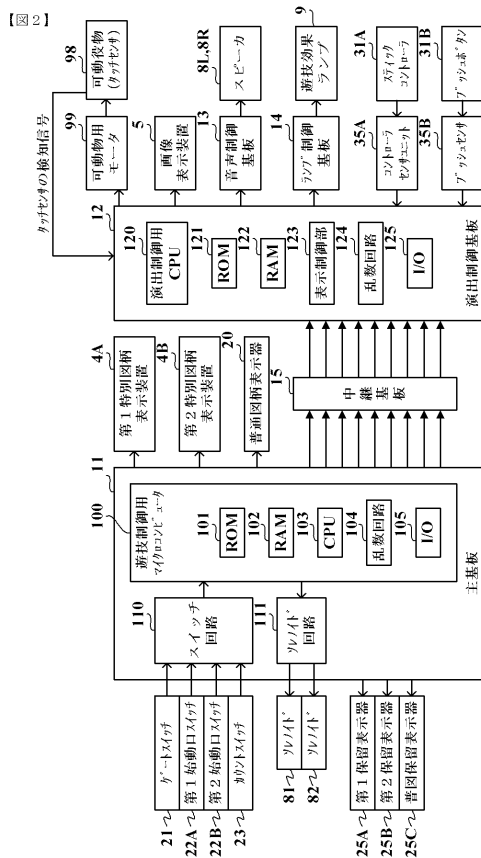 【図2】
タッチセンサの検知信号
98
可動役物
(タッチセンサ)
99
可動物用
モータ
5
画像
表示装置
8L,8R
スピーカ
13
音声制御
基板
9
遊技効果
ランプ
14
ランプ制御
基板
31A
スティック
コントローラ
35A
コントローラ
センサユニット
31B
プッシュボタン
35B
プッシュセンサ
12
120
演出制御用
CPU
121
ROM
122
RAM
123
表示制御部
124
乱数回路
125
I/O
演出制御基板
4A
第1特別図柄
表示装置
4B
第2特別図柄
表示装置
20
普通図柄表示器
15
中継
基板
11
100
遊技制御用
マイクロコンピュータ
101
ROM
102
RAM
103
CPU
104
乱数回路
105
I/O
110
スイッチ
回路
111
ソレノイド
回路
主基板
21
ゲートスイッチ
22A
第1始動口スイッチ
22B
第2始動口スイッチ
23
カウントスイッチ
81
ソレノイド
82
ソレノイド
25A
第1保留表示器
25B
第2保留表示器
25C
普図保留表示器